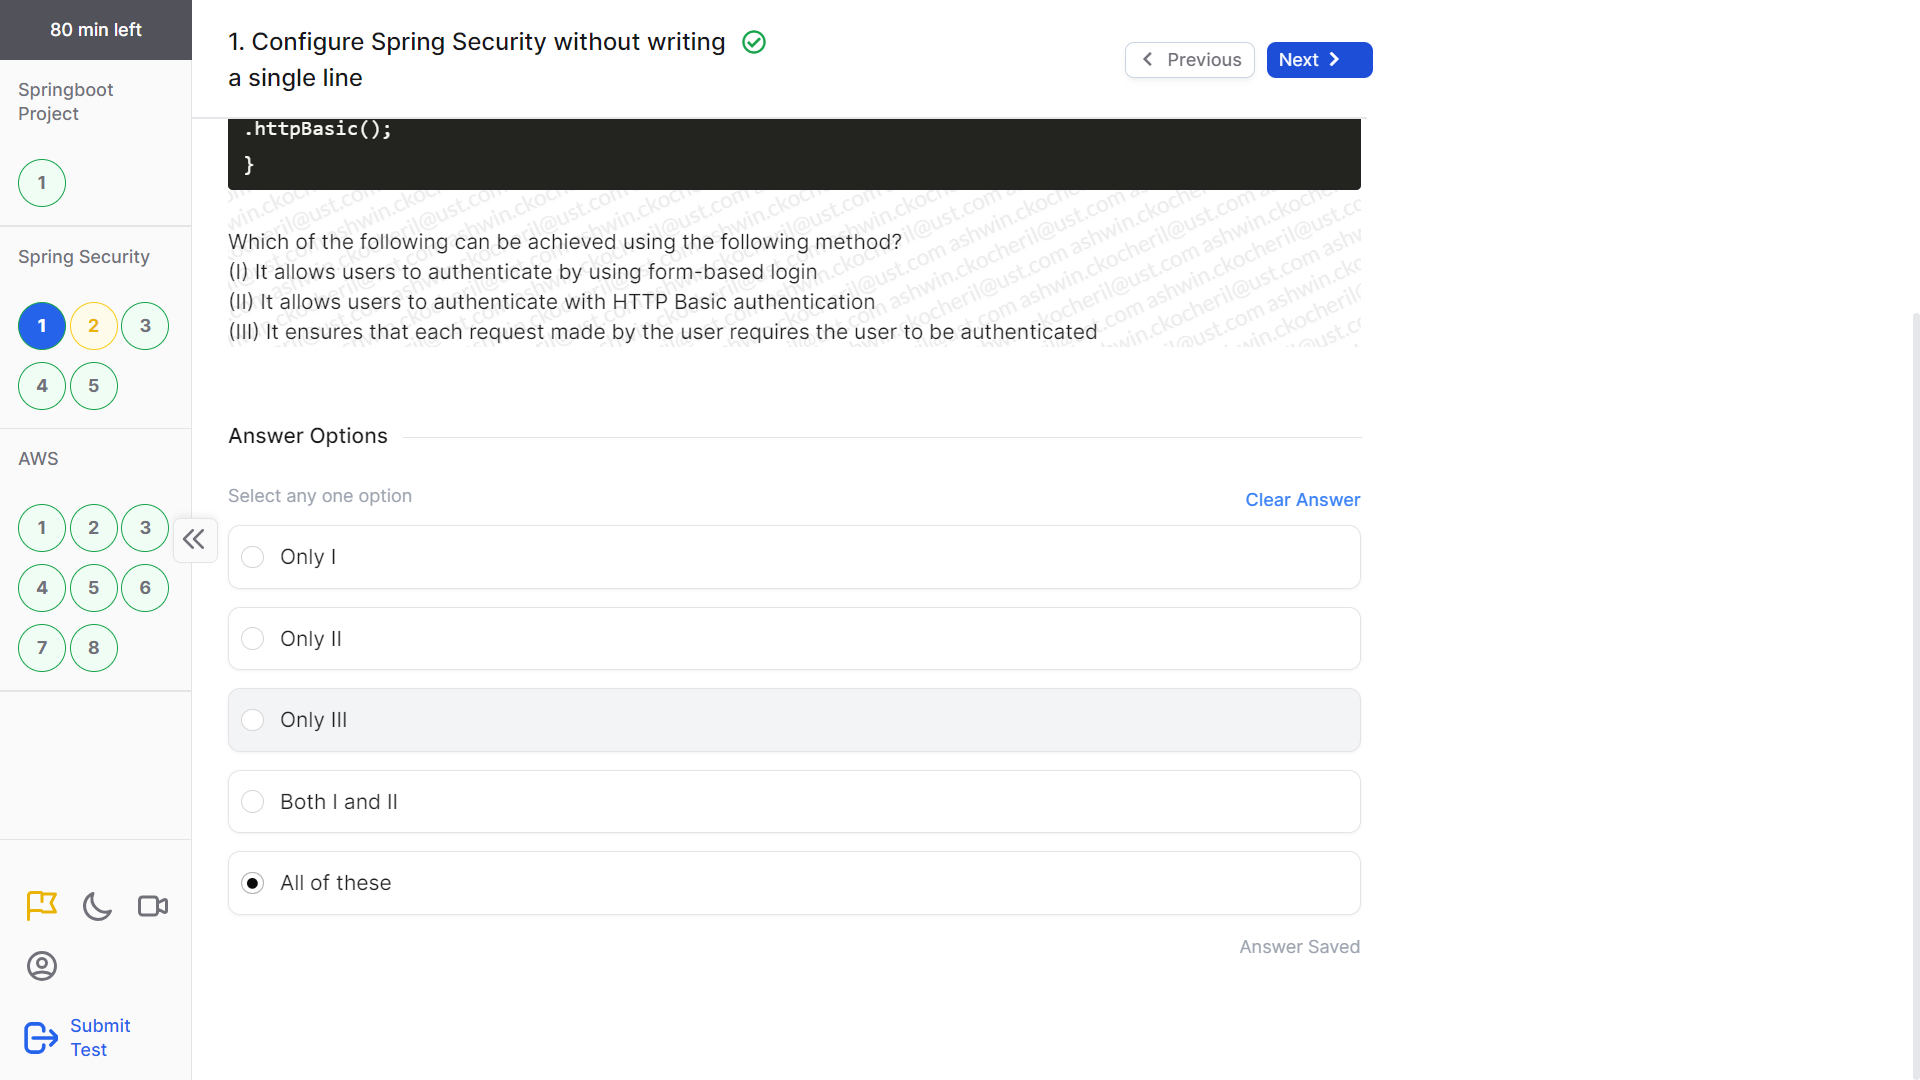 80 min left
Springboot
Project
1
Spring Security
1
2
3
4
5
AWS
1
2
3
4
5
6
7
8
Submit
Test
1. Configure Spring Security without writing
a single line
Previous
Next
.httpBasic();
}
Which of the following can be achieved using the following method?
(I) It allows users to authenticate by using form-based login
(II) It allows users to authenticate with HTTP Basic authentication
(III) It ensures that each request made by the user requires the user to be authenticated
ashwin.ckocheril@ust.com
Answer Options
Select any one option
Clear Answer
Only I
Only II
Only III
Both I and II
All of these
Answer Saved